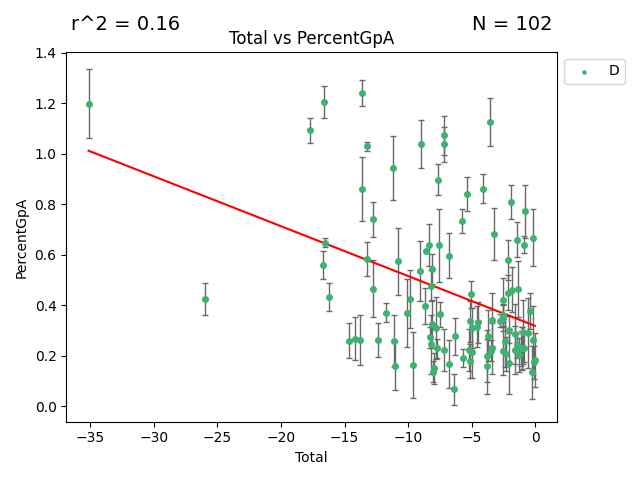 r^2 = 0.16 N = 102
Total vs PercentGpA
D
1.4
1.2
1.0
0.8
0.6
0.4
0.2
0.0
PercentGpA
−35 −30 −25 −20 −15 −10 −5 0
Total